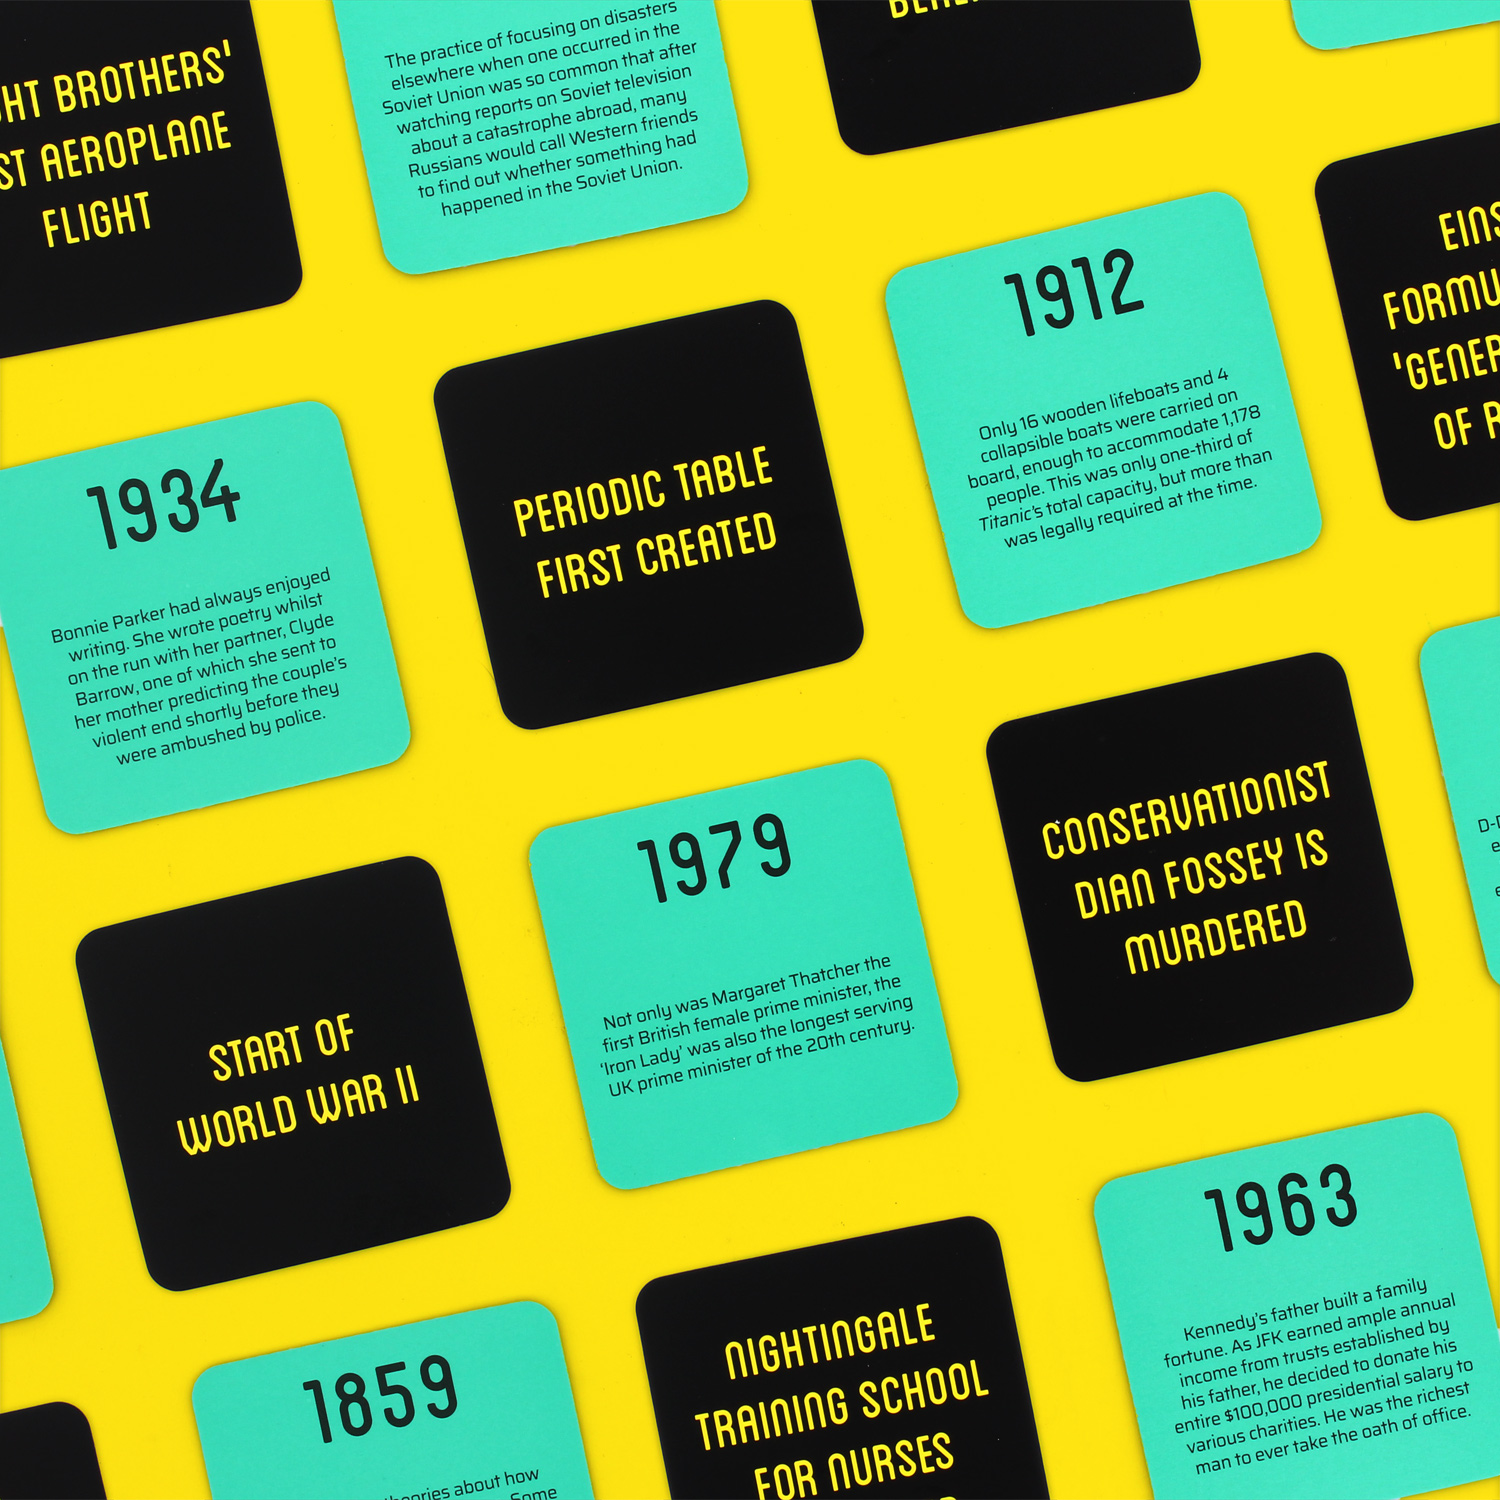 BROTHERS'
AEROPLANE
FLIGHT
The practice of focusing on disasters
elsewhere when one occurred in the
Soviet Union was so common that after
watching reports on Soviet television
about a catastrophe abroad, many
Russians would call Western friends
to find out whether something had
happened in the Soviet Union.
1912
Only 16 wooden lifeboats and 4
collapsible boats were carried on
board, enough to accommodate 1,178
people. This was only one-third of
Titanic's total capacity, but more than
was legally required at the time.
OF
1934
Bonnie Parker had always enjoyed
writing. She wrote poetry whilst
on the run with her partner, Clyde
Barrow, one of which she sent to
her mother predicting the couple's
violent end shortly before they
were ambushed by police.
PERIODIC TABLE
FIRST CREATED
START OF
WORLD WAR II
1979
Not only was Margaret Thatcher the
first British female prime minister, the
'Iron Lady' was also the longest serving
UK prime minister of the 20th century.
CONSERVATIONIST
DIAN FOSSEY IS
MURDERED
1859
theories about how
Some
NIGHTINGALE
TRAINING SCHOOL
FOR NURSES
1963
Kennedy's father built a family
fortune. As JFK earned ample annual
income from trusts established by
his father, he decided to donate his
entire $100,000 presidential salary to
various charities. He was the richest
man to ever take the oath of office.